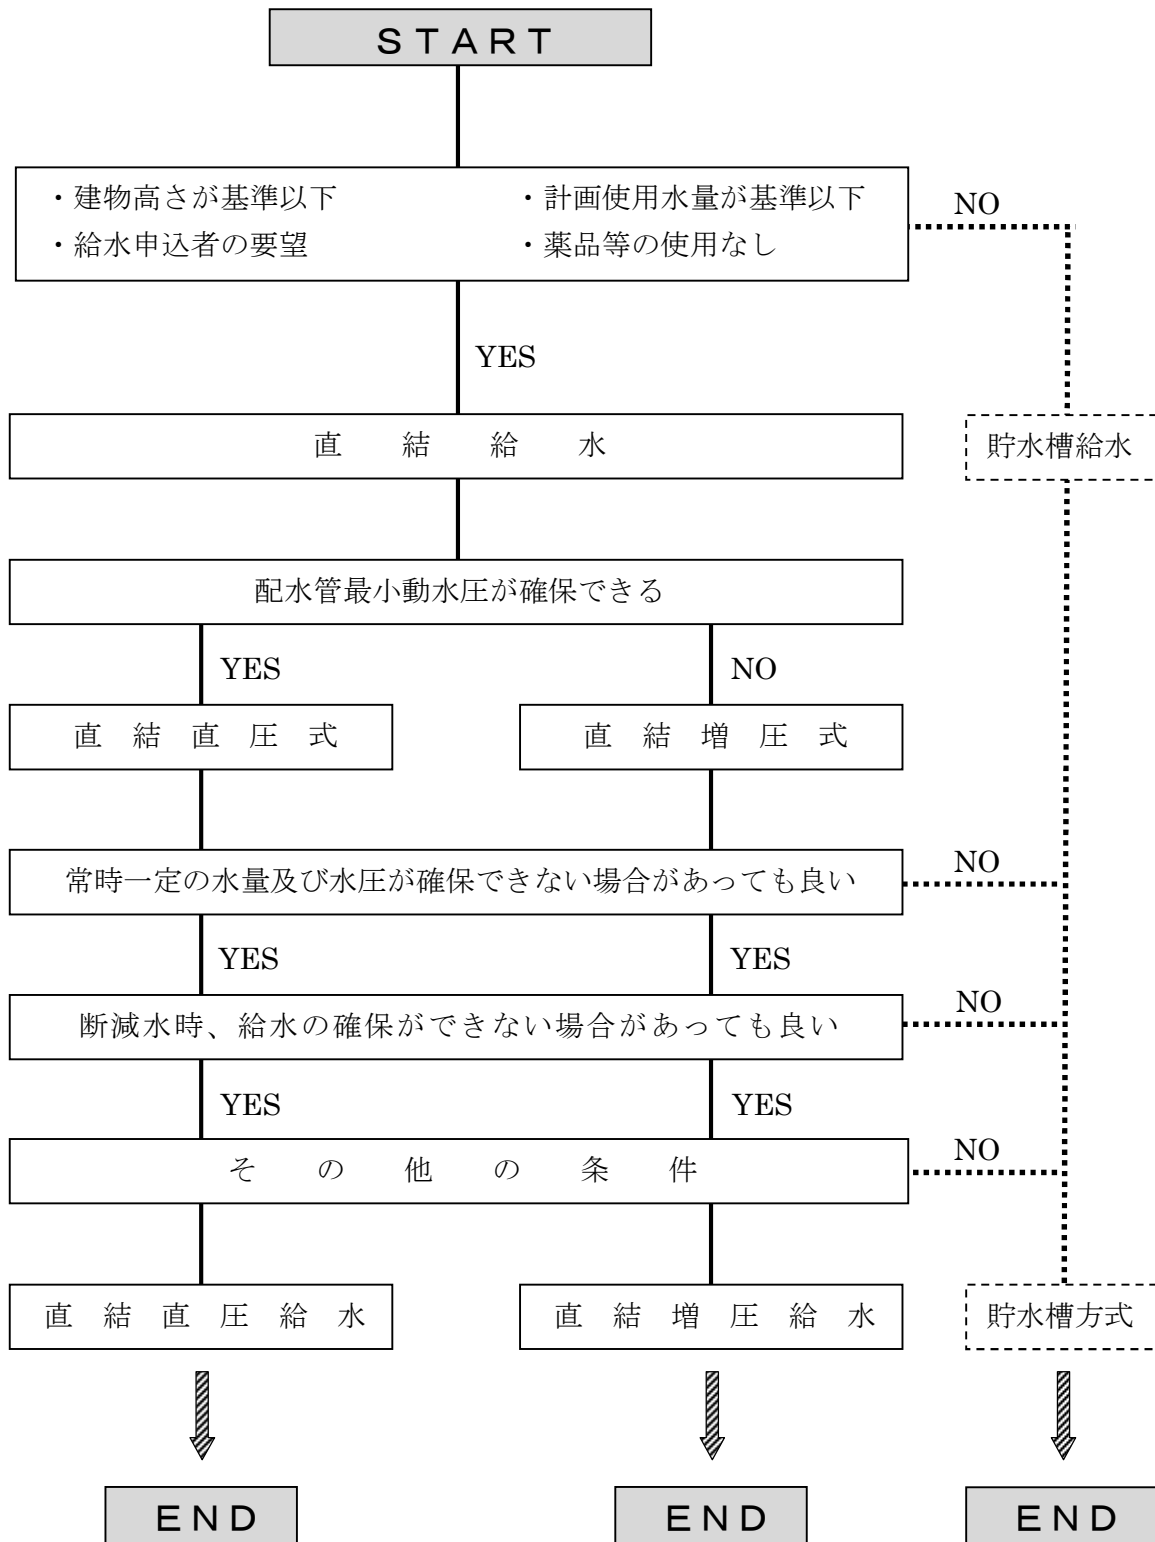 ＳＴＡＲＴ
・建物高さが基準以下　・計画使用水量が基準以下
・給水申込者の要望　・薬品等の使用なし
NO
YES
直　結　給　水
貯水槽給水
配水管最小動水圧が確保できる
YES
NO
直　結　直　圧　式
直　結　増　圧　式
常時一定の水量及び水圧が確保できない場合があっても良い
NO
YES
YES
断減水時、給水の確保ができない場合があっても良い
NO
YES
YES
そ　の　他　の　条　件
NO
直　結　直　圧　給　水
直　結　増　圧　給　水
貯水槽方式
ＥＮＤ
ＥＮＤ
ＥＮＤ